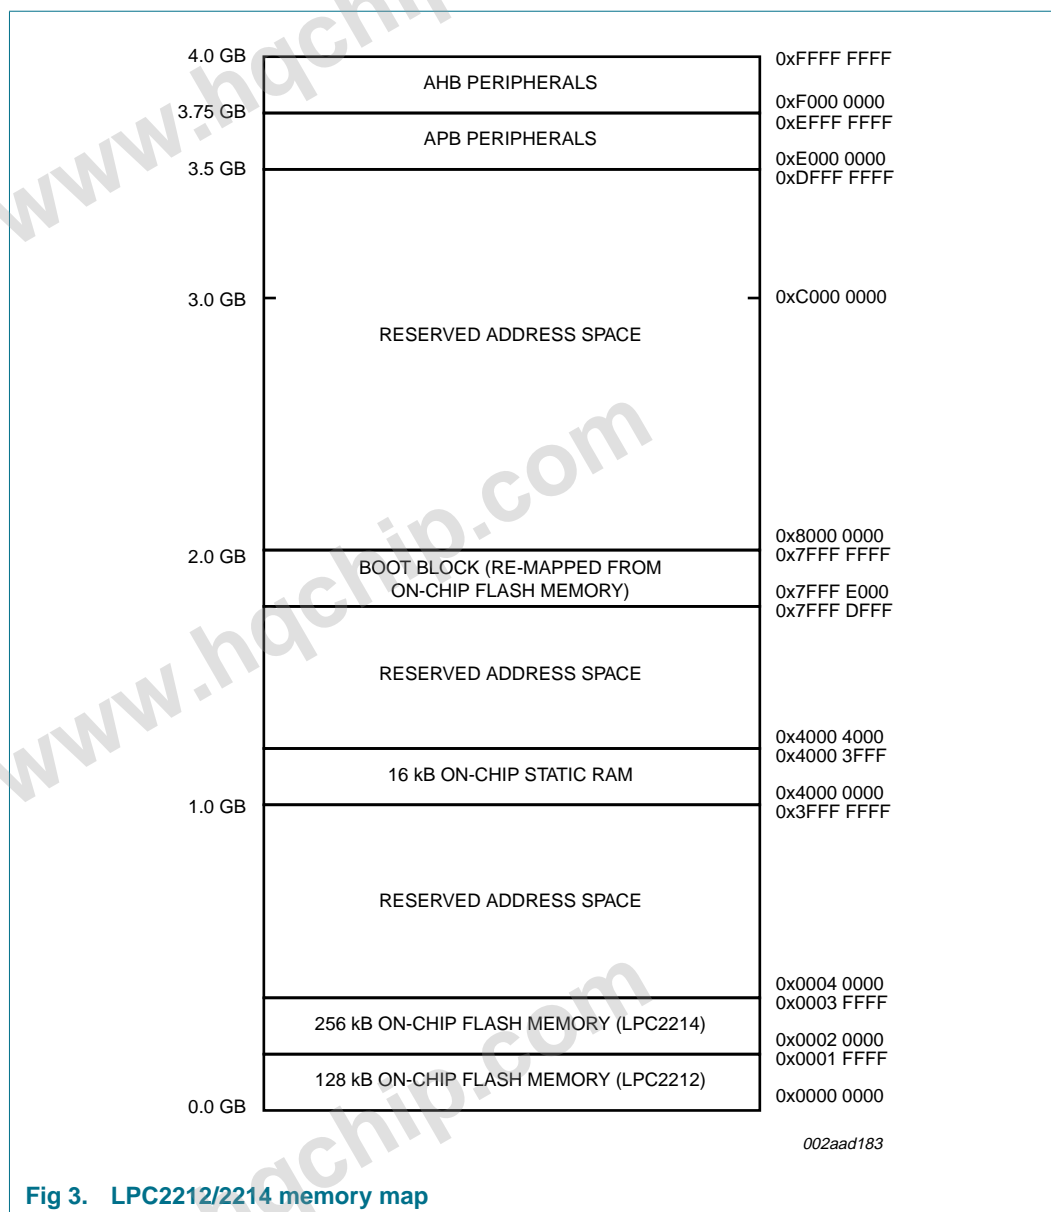 4.0 GB
0xFFFF FFFF
AHB PERIPHERALS
0xF000 0000
3.75 GB
0xEFFF FFFF
APB PERIPHERALS
0xE000 0000
3.5 GB
0xDFFF FFFF
3.0 GB
0xC000 0000
RESERVED ADDRESS SPACE
0x8000 0000
2.0 GB
0x7FFF FFFF
BOOT BLOCK (RE-MAPPED FROM
ON-CHIP FLASH MEMORY)
0x7FFF E000
0x7FFF DFFF
RESERVED ADDRESS SPACE
0x4000 4000
0x4000 3FFF
16 kB ON-CHIP STATIC RAM
0x4000 0000
1.0 GB
0x3FFF FFFF
RESERVED ADDRESS SPACE
0x0004 0000
0x0003 FFFF
256 kB ON-CHIP FLASH MEMORY (LPC2214)
0x0002 0000
0x0001 FFFF
128 kB ON-CHIP FLASH MEMORY (LPC2212)
0x0000 0000
0.0 GB
002aad183
Fig 3. LPC2212/2214 memory map
www.hqchip.com
www.hqchip.com